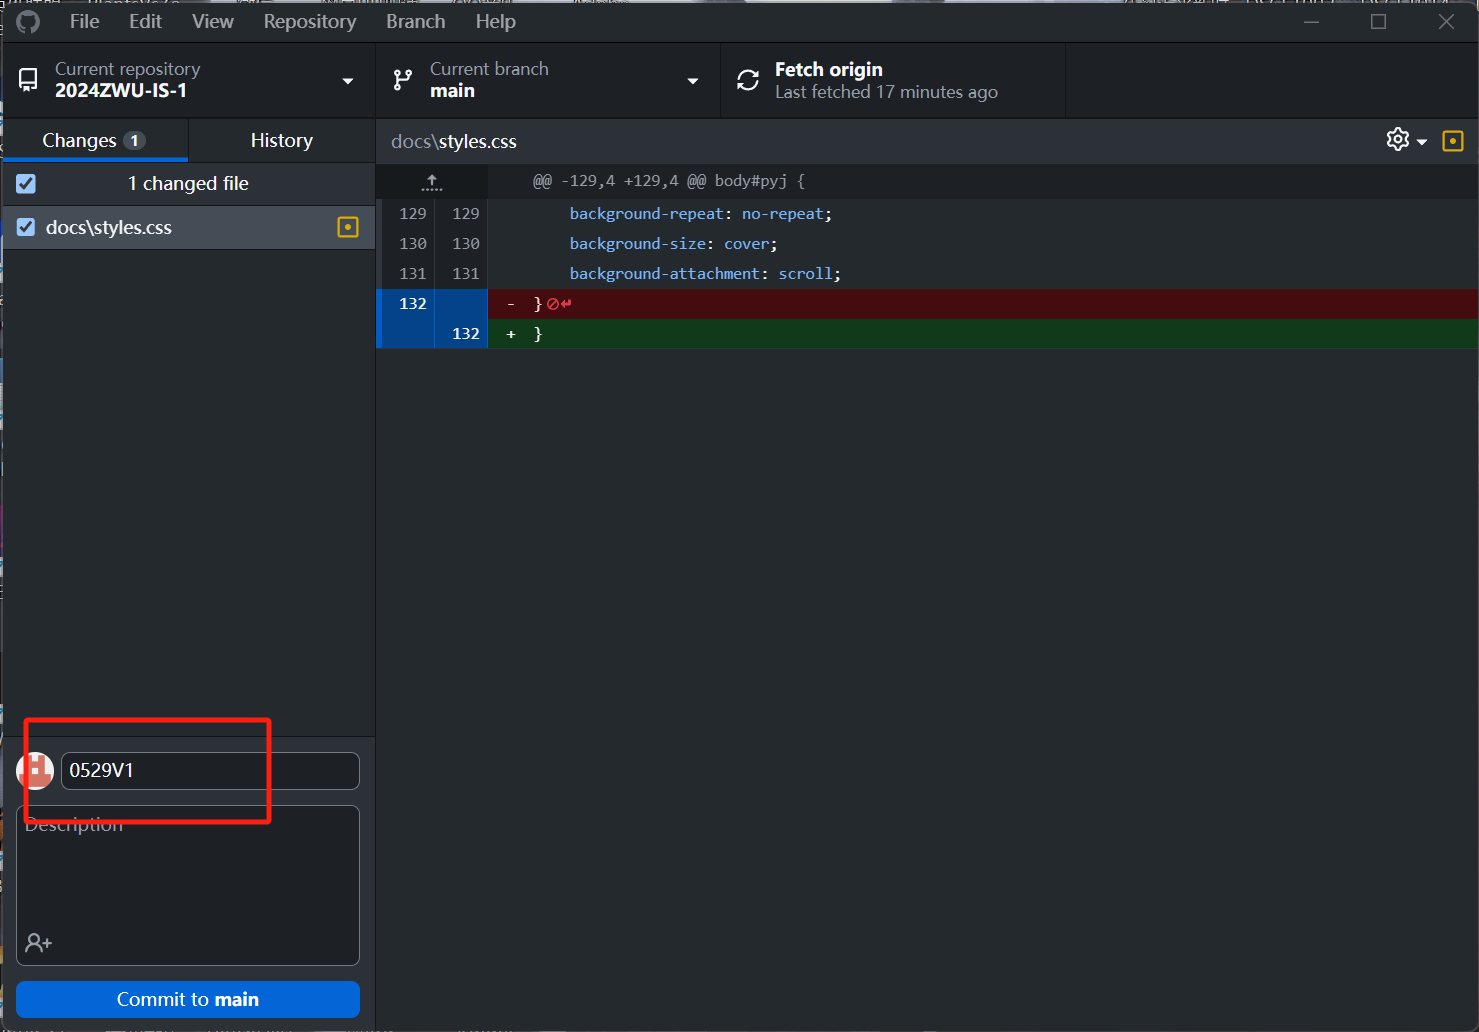 File Edit View Repository Branch Help
Current repository
2024ZWU-IS-1
Current branch
main
Fetch origin
Last fetched 17 minutes ago
Changes 1
History
docs\styles.css
1 changed file
docs\styles.css
@@ -129,4 +129,4 @@ body#pyj {
129 129 background-repeat: no-repeat;
130 130 background-size: cover;
131 131 background-attachment: scroll;
132 - }
132 + }
0529V1
Description
Commit to main